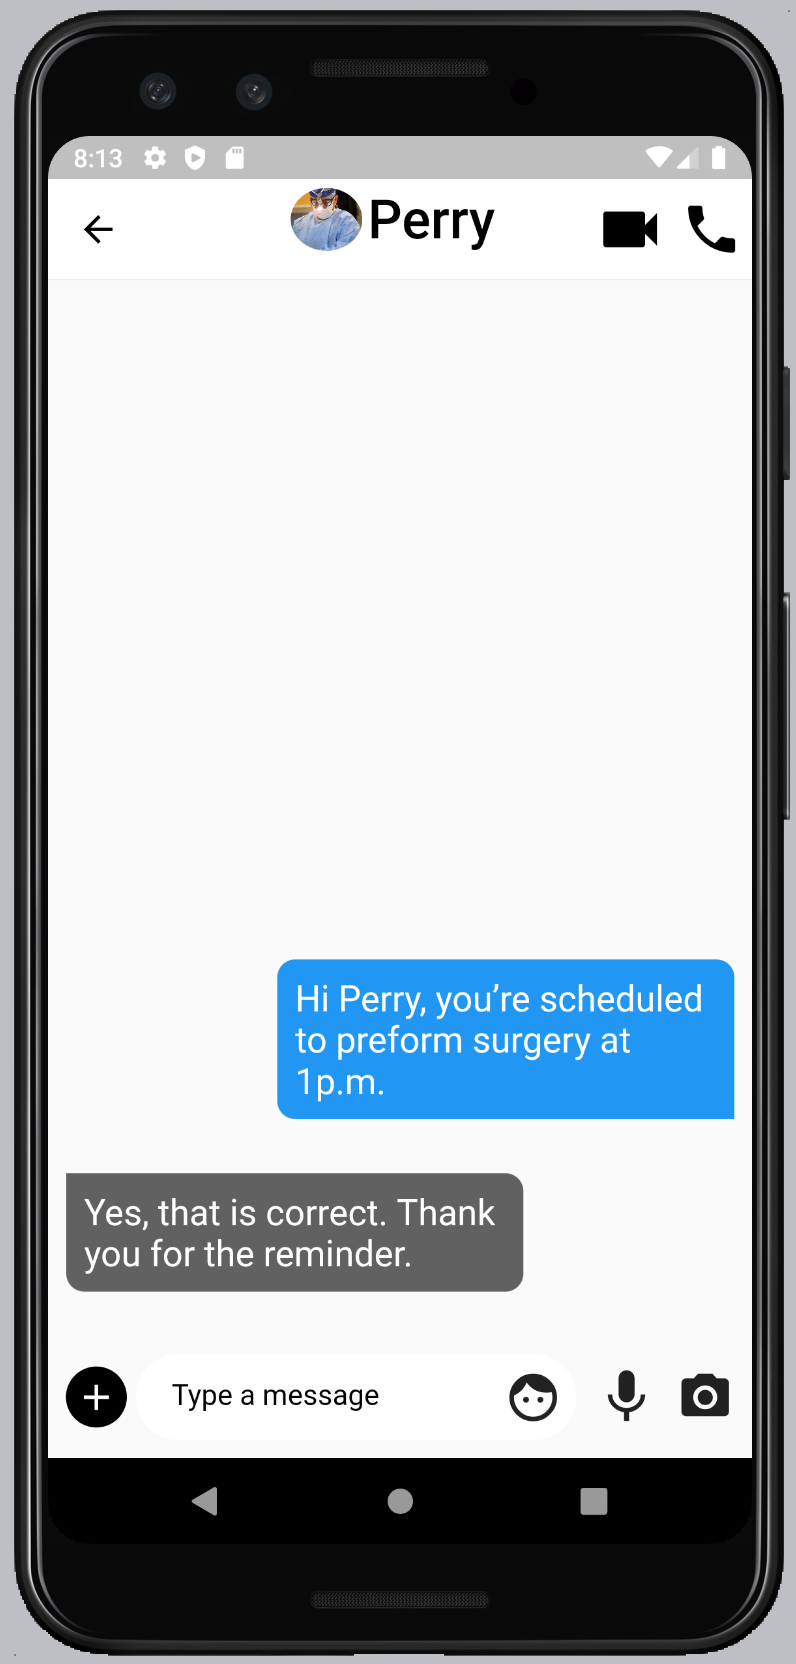 8:13
Perry
Hi Perry, you’re scheduled
to preform surgery at
1p.m.
Yes, that is correct. Thank
you for the reminder.
Type a message